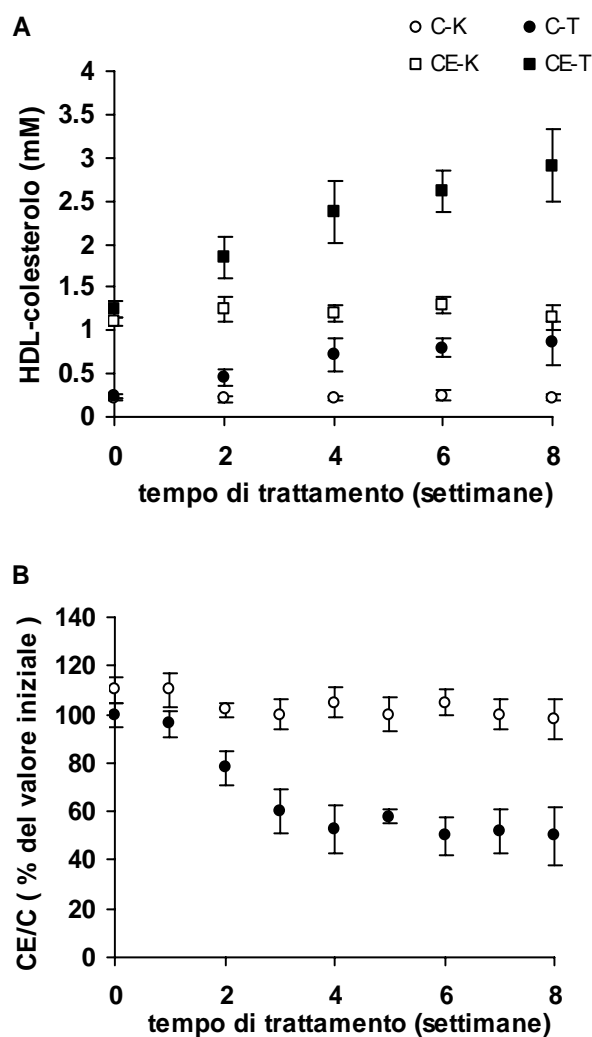 A
C-K C-T
CE-K CE-T
HDL-colesterolo (mM)
4
3.5
3
2.5
2
1.5
1
0.5
0
0 2 4 6 8
tempo di trattamento (settimane)
B
CE/C ( % del valore iniziale )
140
120
100
80
60
40
20
0
0 2 4 6 8
tempo di trattamento (settimane)